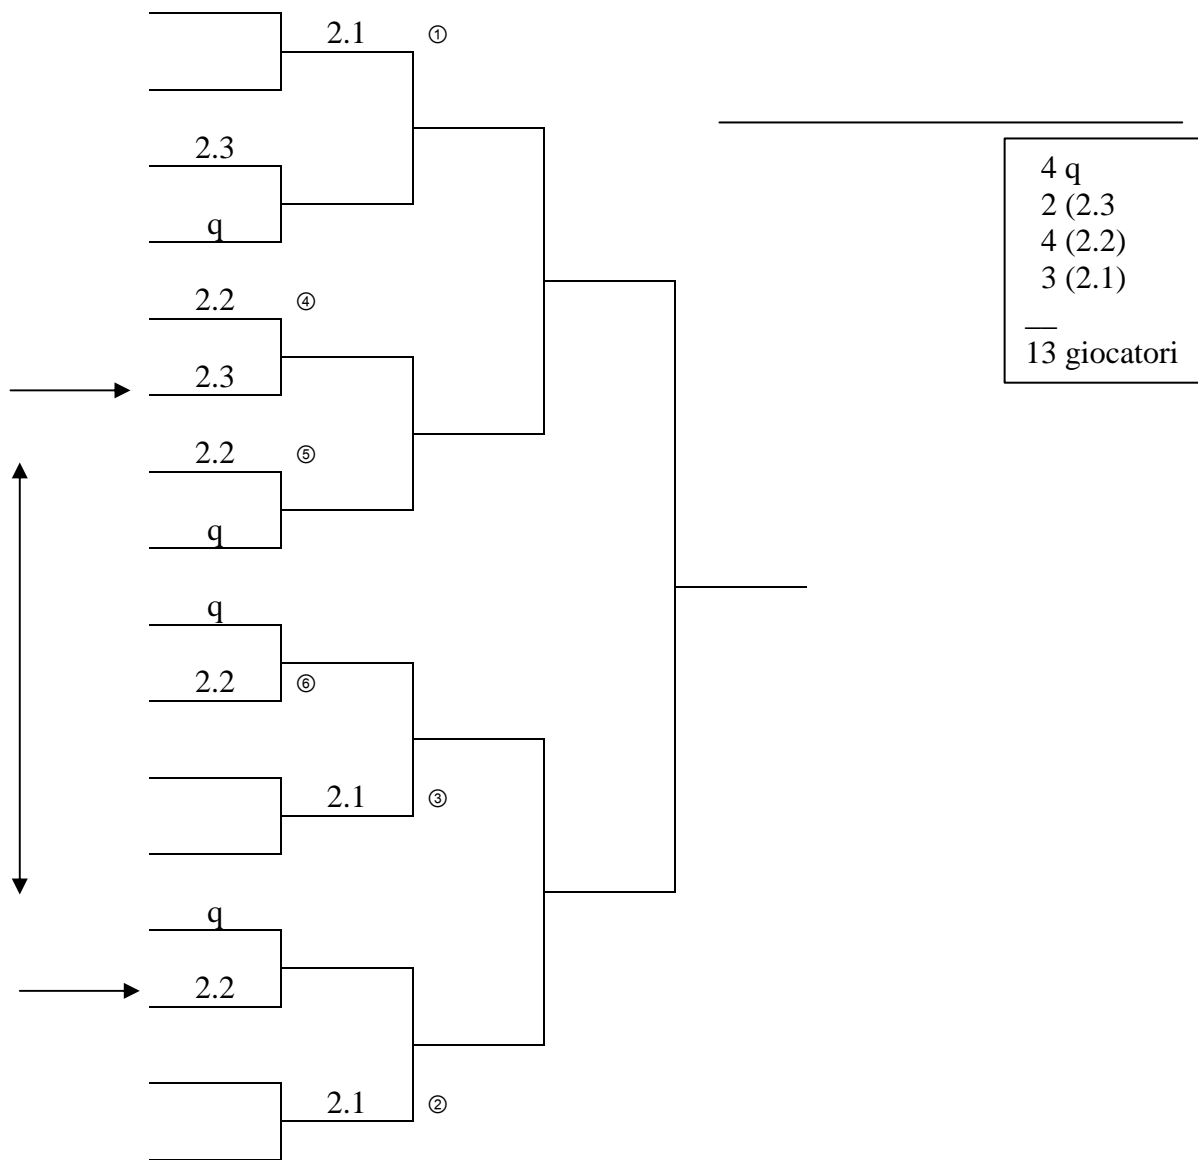 2.1 ①
2.3
q
2.2 ④
2.3
2.2 ⑤
q
q
2.2 ⑥
2.1 ③
q
2.2
2.1 ②
4 q
2 (2.3
4 (2.2)
3 (2.1)
13 giocatori